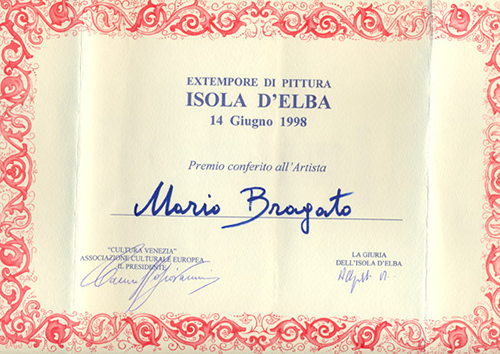 EXTEMPORE DI PITTURA
ISOLA D'ELBA
14 Giugno 1998
Premio conferito all'Artista
Mario Bragato
"CULTURA VENEZIA"
ASSOCIAZIONE CULTURALE EUROPEA
IL PRESIDENTE
LA GIURIA
DELL'ISOLA D'ELBA